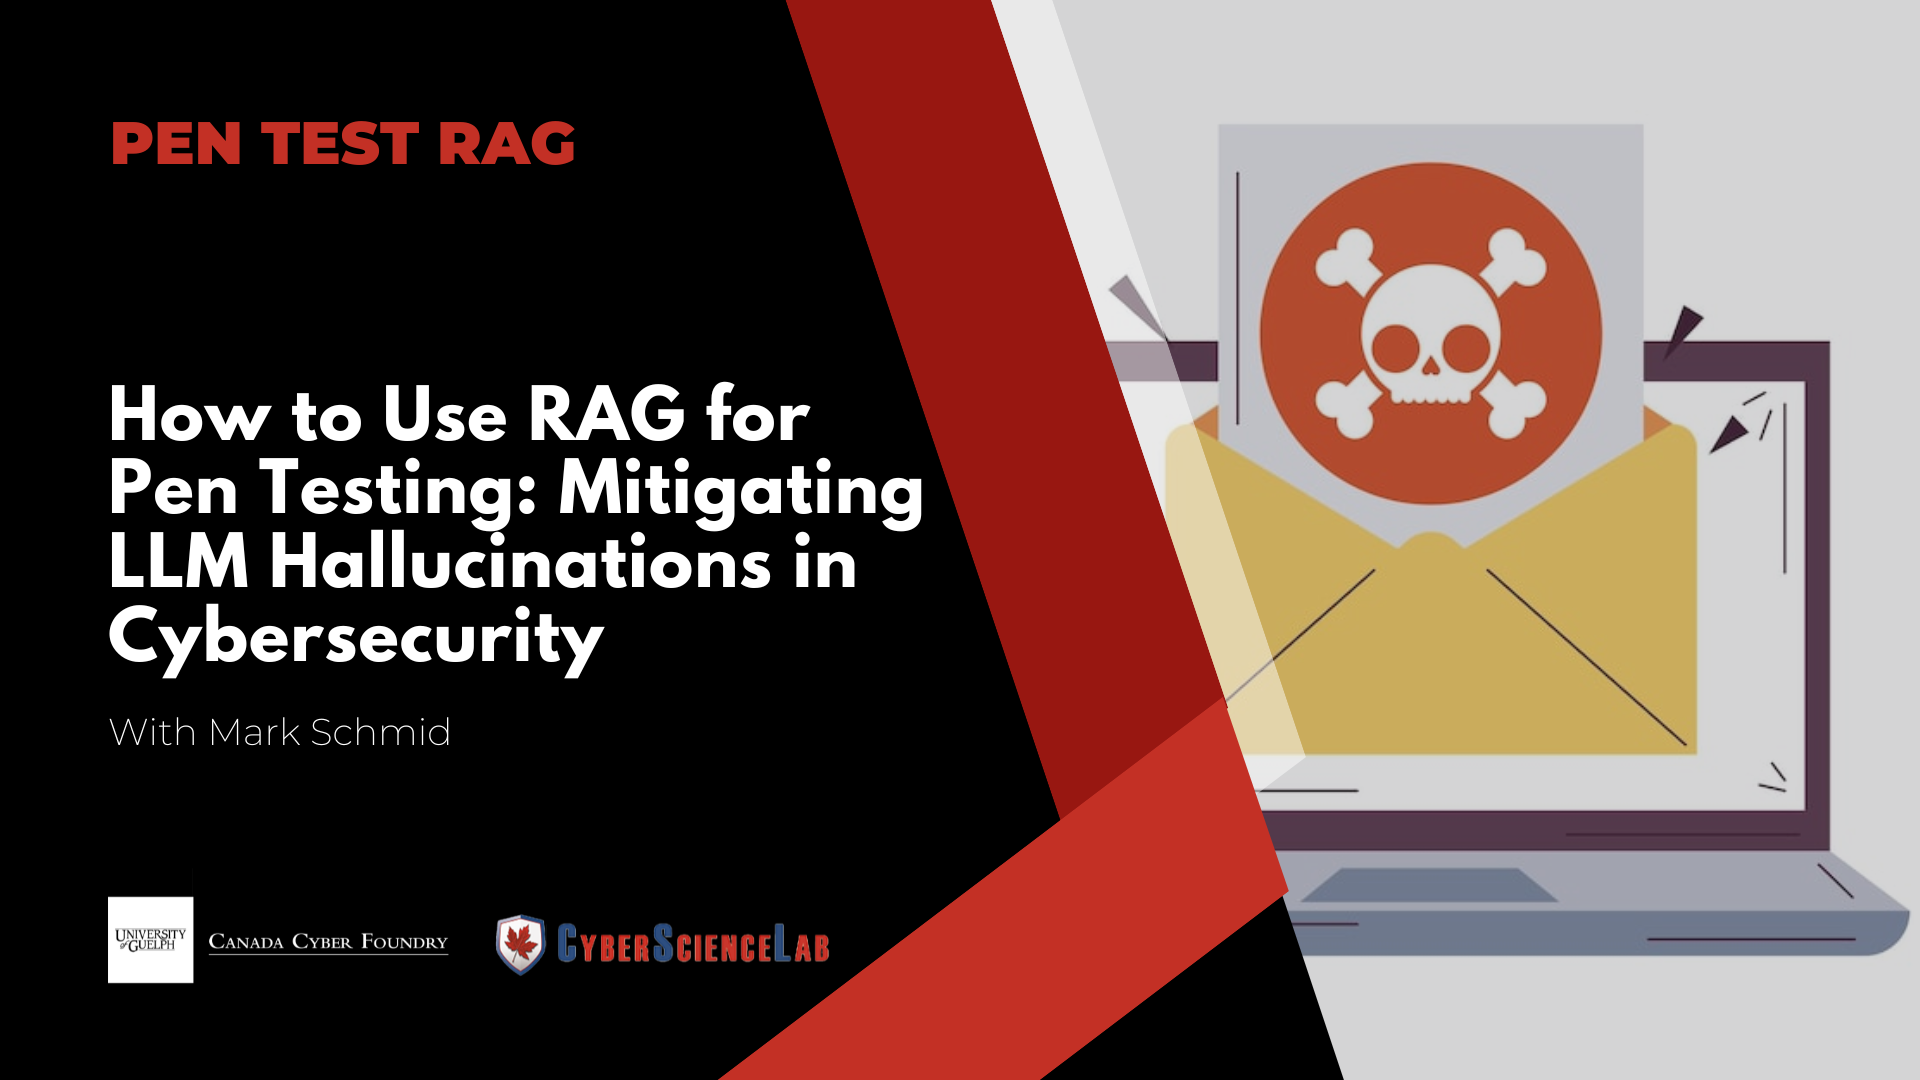 PEN TEST RAG
How to Use RAG for
Pen Testing: Mitigating
LLM Hallucinations in
Cybersecurity
With Mark Schmid
UNIVERSITY
of GUELPH
CANADA CYBER FOUNDRY
CYBERSCIENCELAB